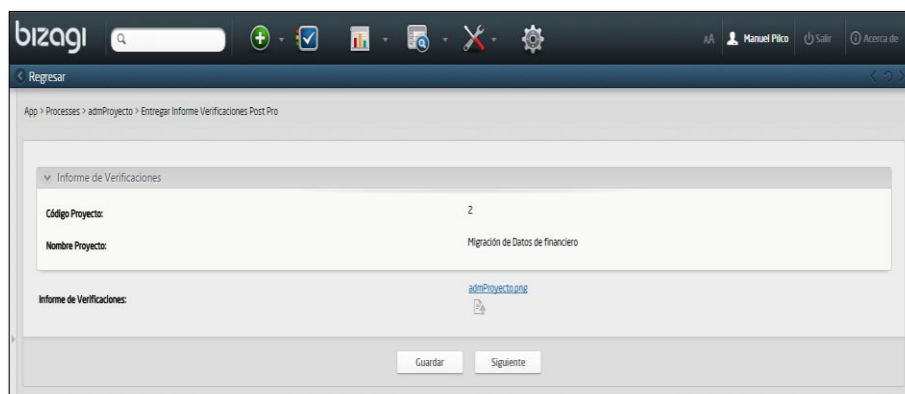 bizagi
AA Manuel Pilco Salir Acerca de
Regresar
App > Processes > admProyecto > Entregar Informe Verificaciones Post Pro
Informe de Verificaciones
Código Proyecto: 2
Nombre Proyecto: Migración de Datos de financiero
Informe de Verificaciones: admProyecto.png
Guardar Siguiente